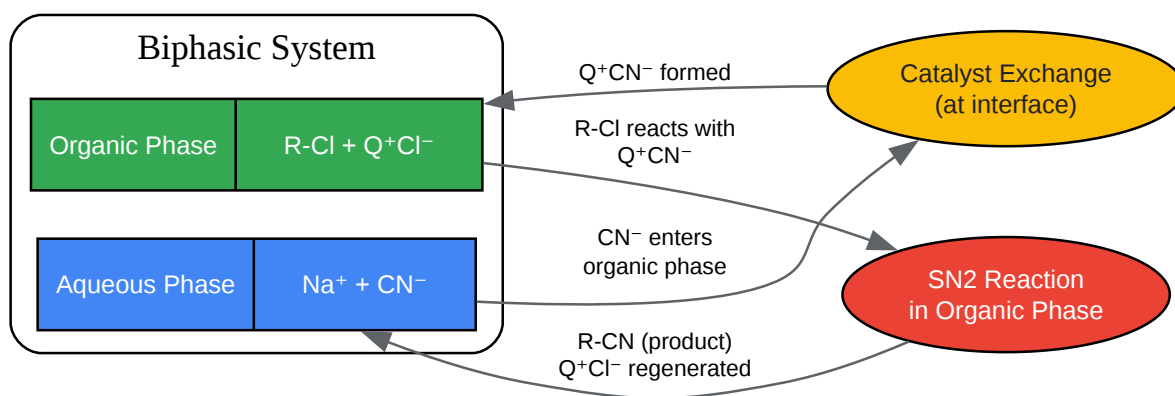 Biphasic System
Organic Phase
R-Cl + Q⁺Cl⁻
Aqueous Phase
Na⁺ + CN⁻
Q⁺CN⁻ formed
R-Cl reacts with
Q⁺CN⁻
CN⁻ enters
organic phase
R-CN (product)
Q⁺Cl⁻ regenerated
Catalyst Exchange
(at interface)
SN2 Reaction
in Organic Phase